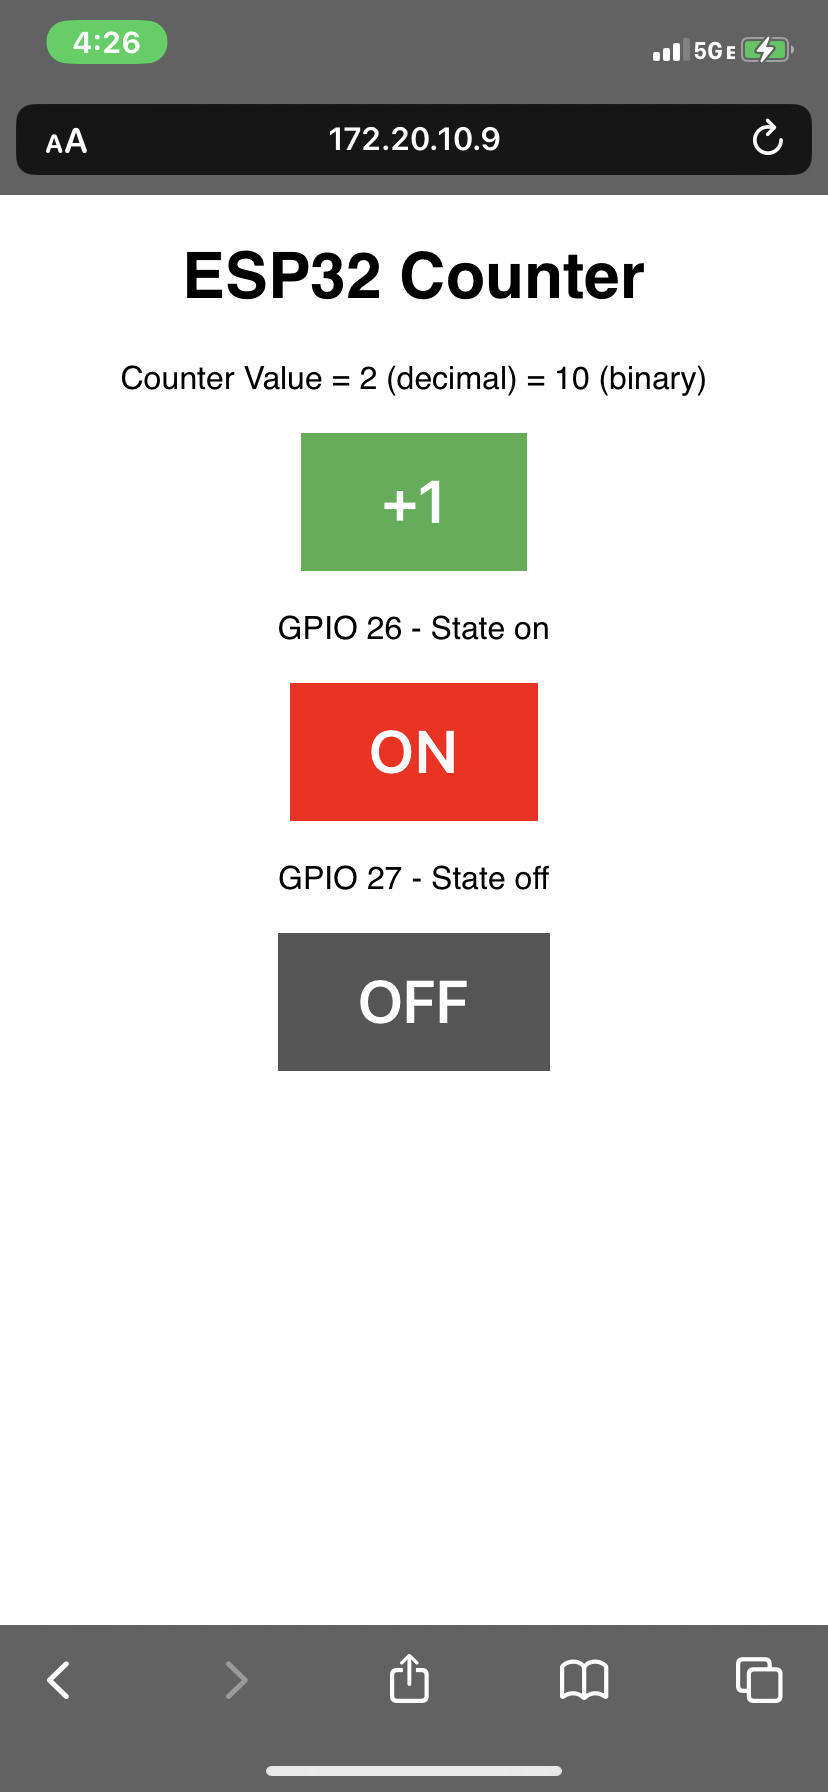 4:26
5G E
AA 172.20.10.9
ESP32 Counter
Counter Value = 2 (decimal) = 10 (binary)
+1
GPIO 26 - State on
ON
GPIO 27 - State off
OFF